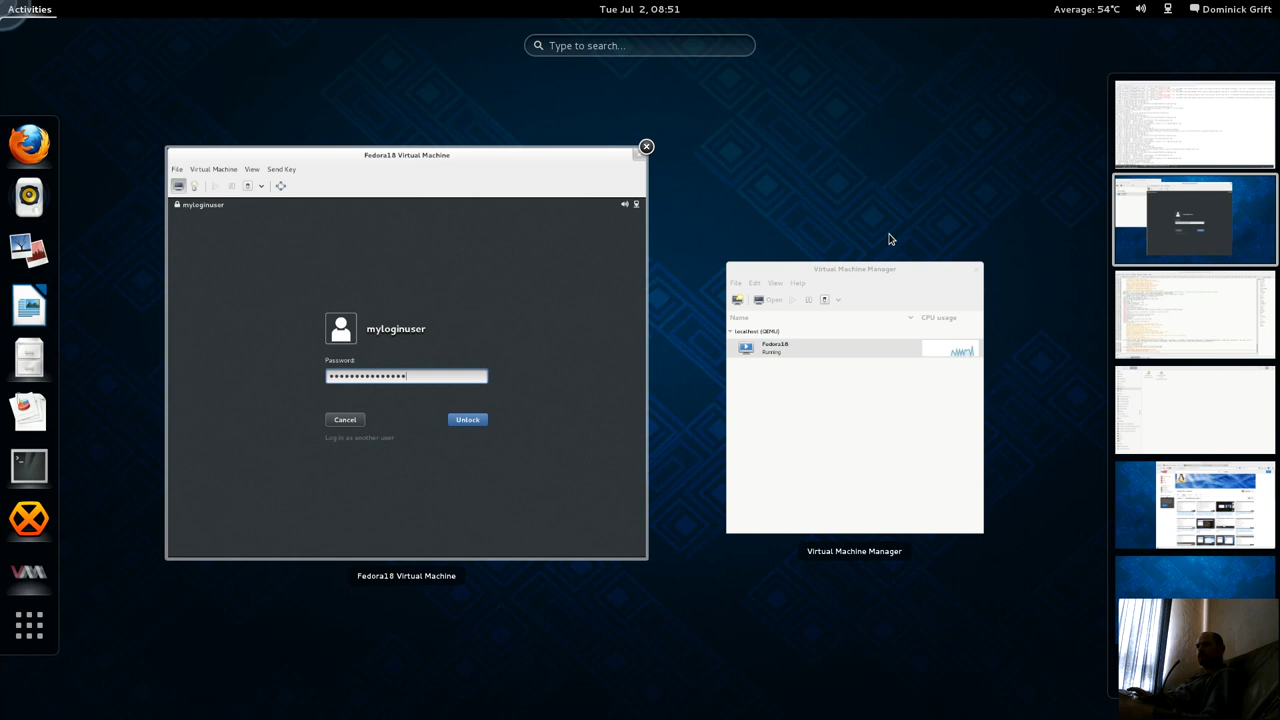 Activities
Tue Jul 2, 08:51
Average: 54°C
Dominick Grift
Type to search...
Fedora18 Virtual Machine
File Virtual Machine View Send Key
myloginuser
myloginuser
Password:
Cancel
Unlock
Log in as another user
Fedora18 Virtual Machine
Virtual Machine Manager
File Edit View Help
Open
Name
CPU usage
localhost (QEMU)
Fedora18
Running
Virtual Machine Manager